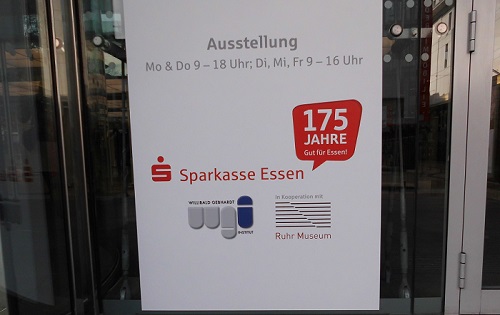 Ausstellung
Mo & Do 9 – 18 Uhr; Di, Mi, Fr 9 – 16 Uhr
175
JAHRE
Gut für Essen!
Sparkasse Essen
WILLIBALD GEBHARDT
INSTITUT
in Kooperation mit
Ruhr Museum